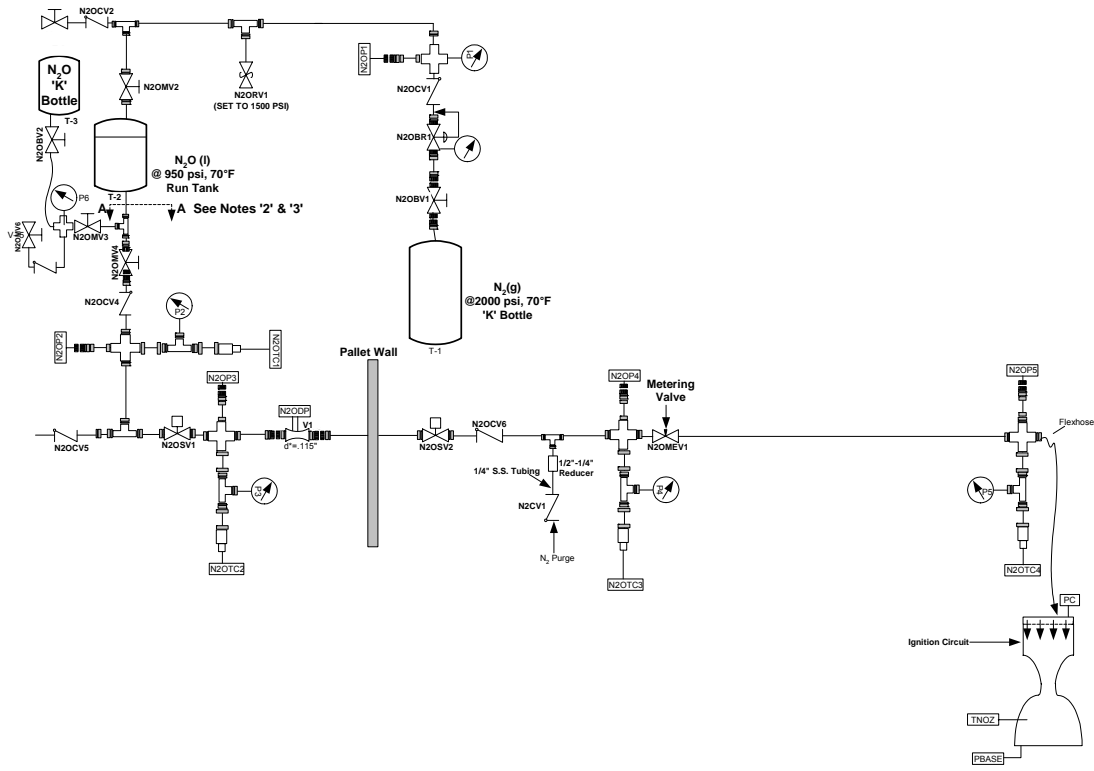 N2OCV2
N2O
'K'
Bottle
T-3
N2OBV2
N2OMV2
N2ORV1
(SET TO 1500 PSI)
N2OP1
P1
N2OCV1
N2OBR1
N2OBV1
N2O (l)
@ 950 psi, 70°F
Run Tank
T-2
A A See Notes '2' & '3'
P6
N2OMV6
N2OMV3
N2OMV4
N2OCV4
N2(g)
@2000 psi, 70°F
'K' Bottle
T-1
N2OP2
P2
N2OTC1
Pallet Wall
N2OP3
N2ODP
V1
d*=.115"
N2OCV5
N2OSV1
P3
N2OTC2
N2OSV2
N2OCV6
1/4" S.S. Tubing
1/2"-1/4"
Reducer
N2CV1
N2 Purge
N2OP4
Metering
Valve
N2OMEV1
P4
N2OTC3
N2OP5
Flexhose
P5
N2OTC4
PC
Ignition Circuit
TNOZ
PBASE